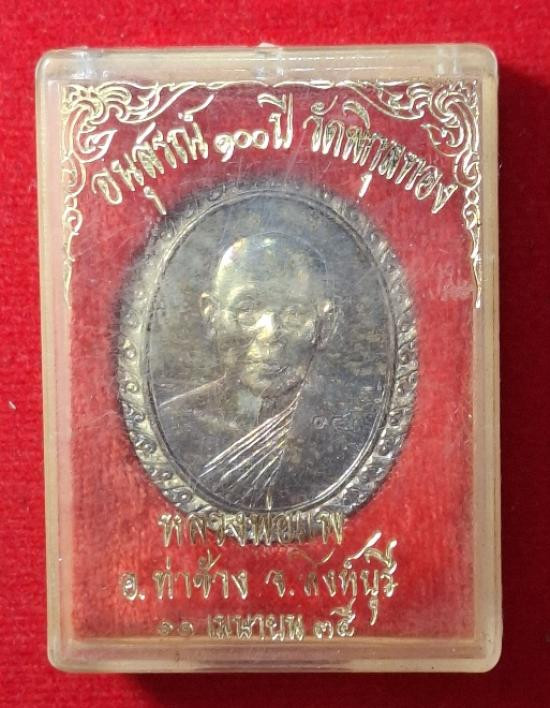 อนุสรณ์ ๑๐๐ ปี วัดพิกุลทอง
หลวงพ่อแพ
อ. ท่าช้าง จ. สิงห์บุรี
๑๑ เมษายน ๓๕